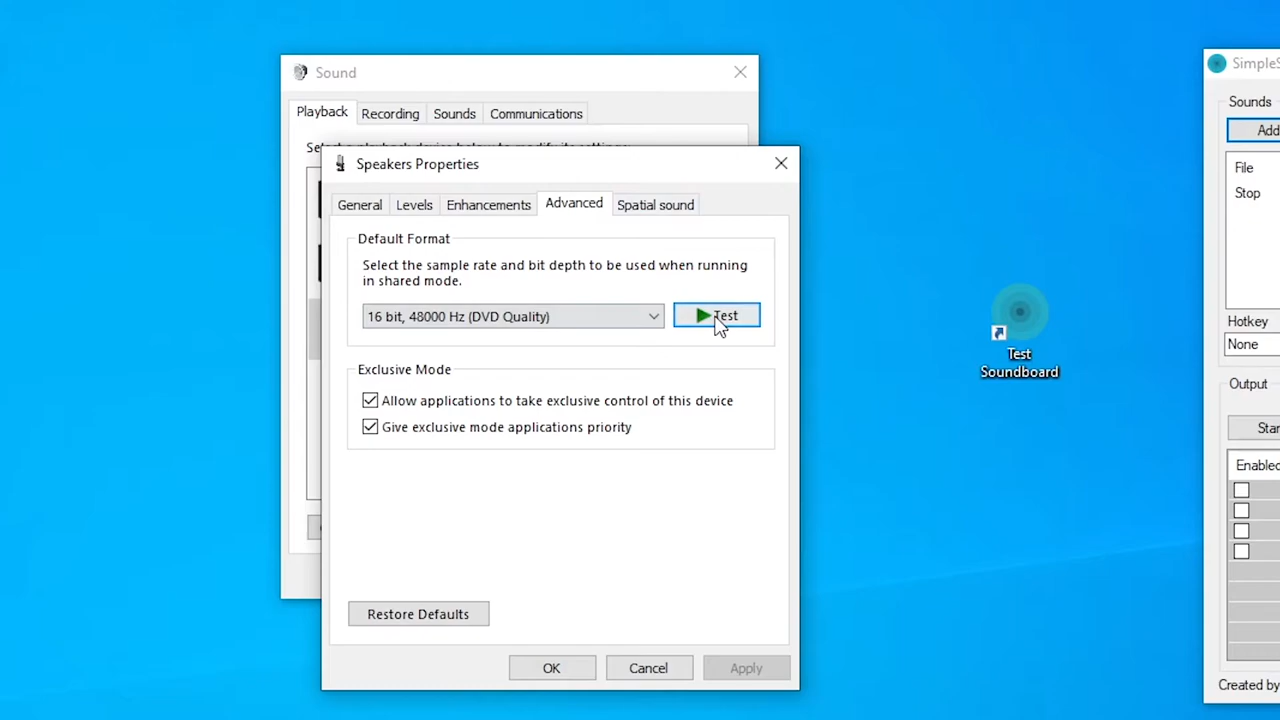 Sound
Playback
Recording
Sounds
Communications
Speakers Properties
General
Levels
Enhancements
Advanced
Spatial sound
Default Format
Select the sample rate and bit depth to be used when running
in shared mode.
16 bit, 48000 Hz (DVD Quality)
Test
Exclusive Mode
Allow applications to take exclusive control of this device
Give exclusive mode applications priority
Restore Defaults
OK
Cancel
Apply
Test
Soundboard
SimpleS
Sounds
Add
File
Stop
Hotkey
None
Output
Star
Enabled
Created by